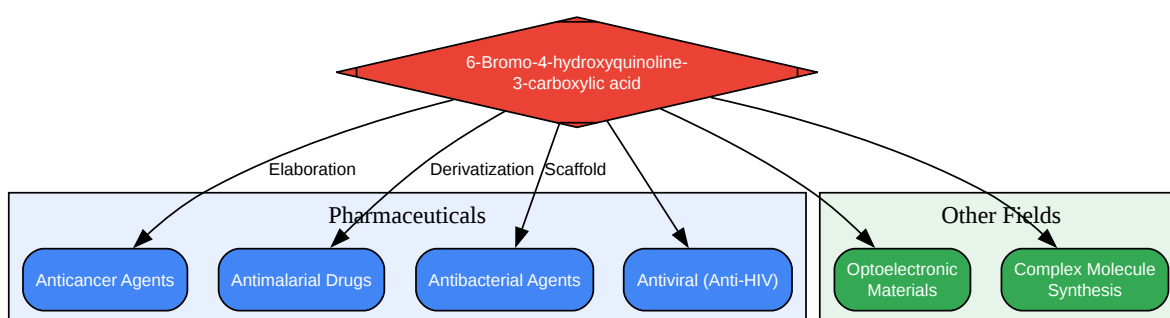 6-Bromo-4-hydroxyquinoline-
3-carboxylic acid
Elaboration
Derivatization
Scaffold
Pharmaceuticals
Other Fields
Anticancer Agents
Antimalarial Drugs
Antibacterial Agents
Antiviral (Anti-HIV)
Optoelectronic
Materials
Complex Molecule
Synthesis